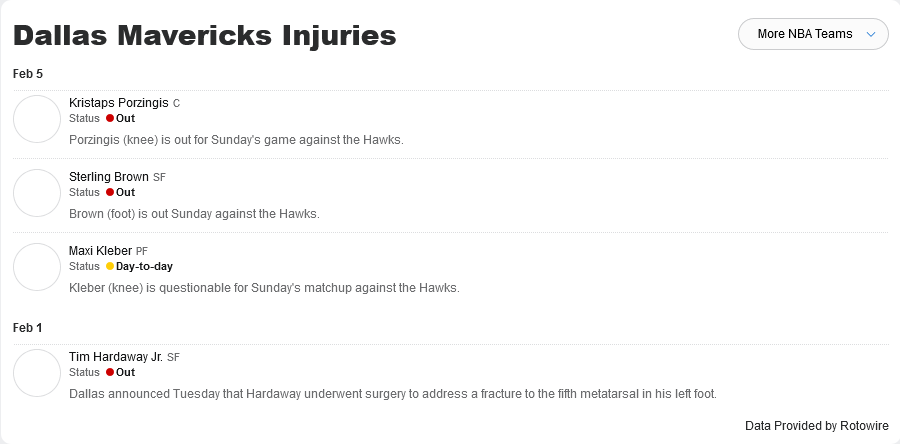 Dallas Mavericks Injuries
More NBA Teams
Feb 5
Kristaps Porzingis C
Status Out
Porzingis (knee) is out for Sunday's game against the Hawks.
Sterling Brown SF
Status Out
Brown (foot) is out Sunday against the Hawks.
Maxi Kleber PF
Status Day-to-day
Kleber (knee) is questionable for Sunday's matchup against the Hawks.
Feb 1
Tim Hardaway Jr. SF
Status Out
Dallas announced Tuesday that Hardaway underwent surgery to address a fracture to the fifth metatarsal in his left foot.
Data Provided by Rotowire